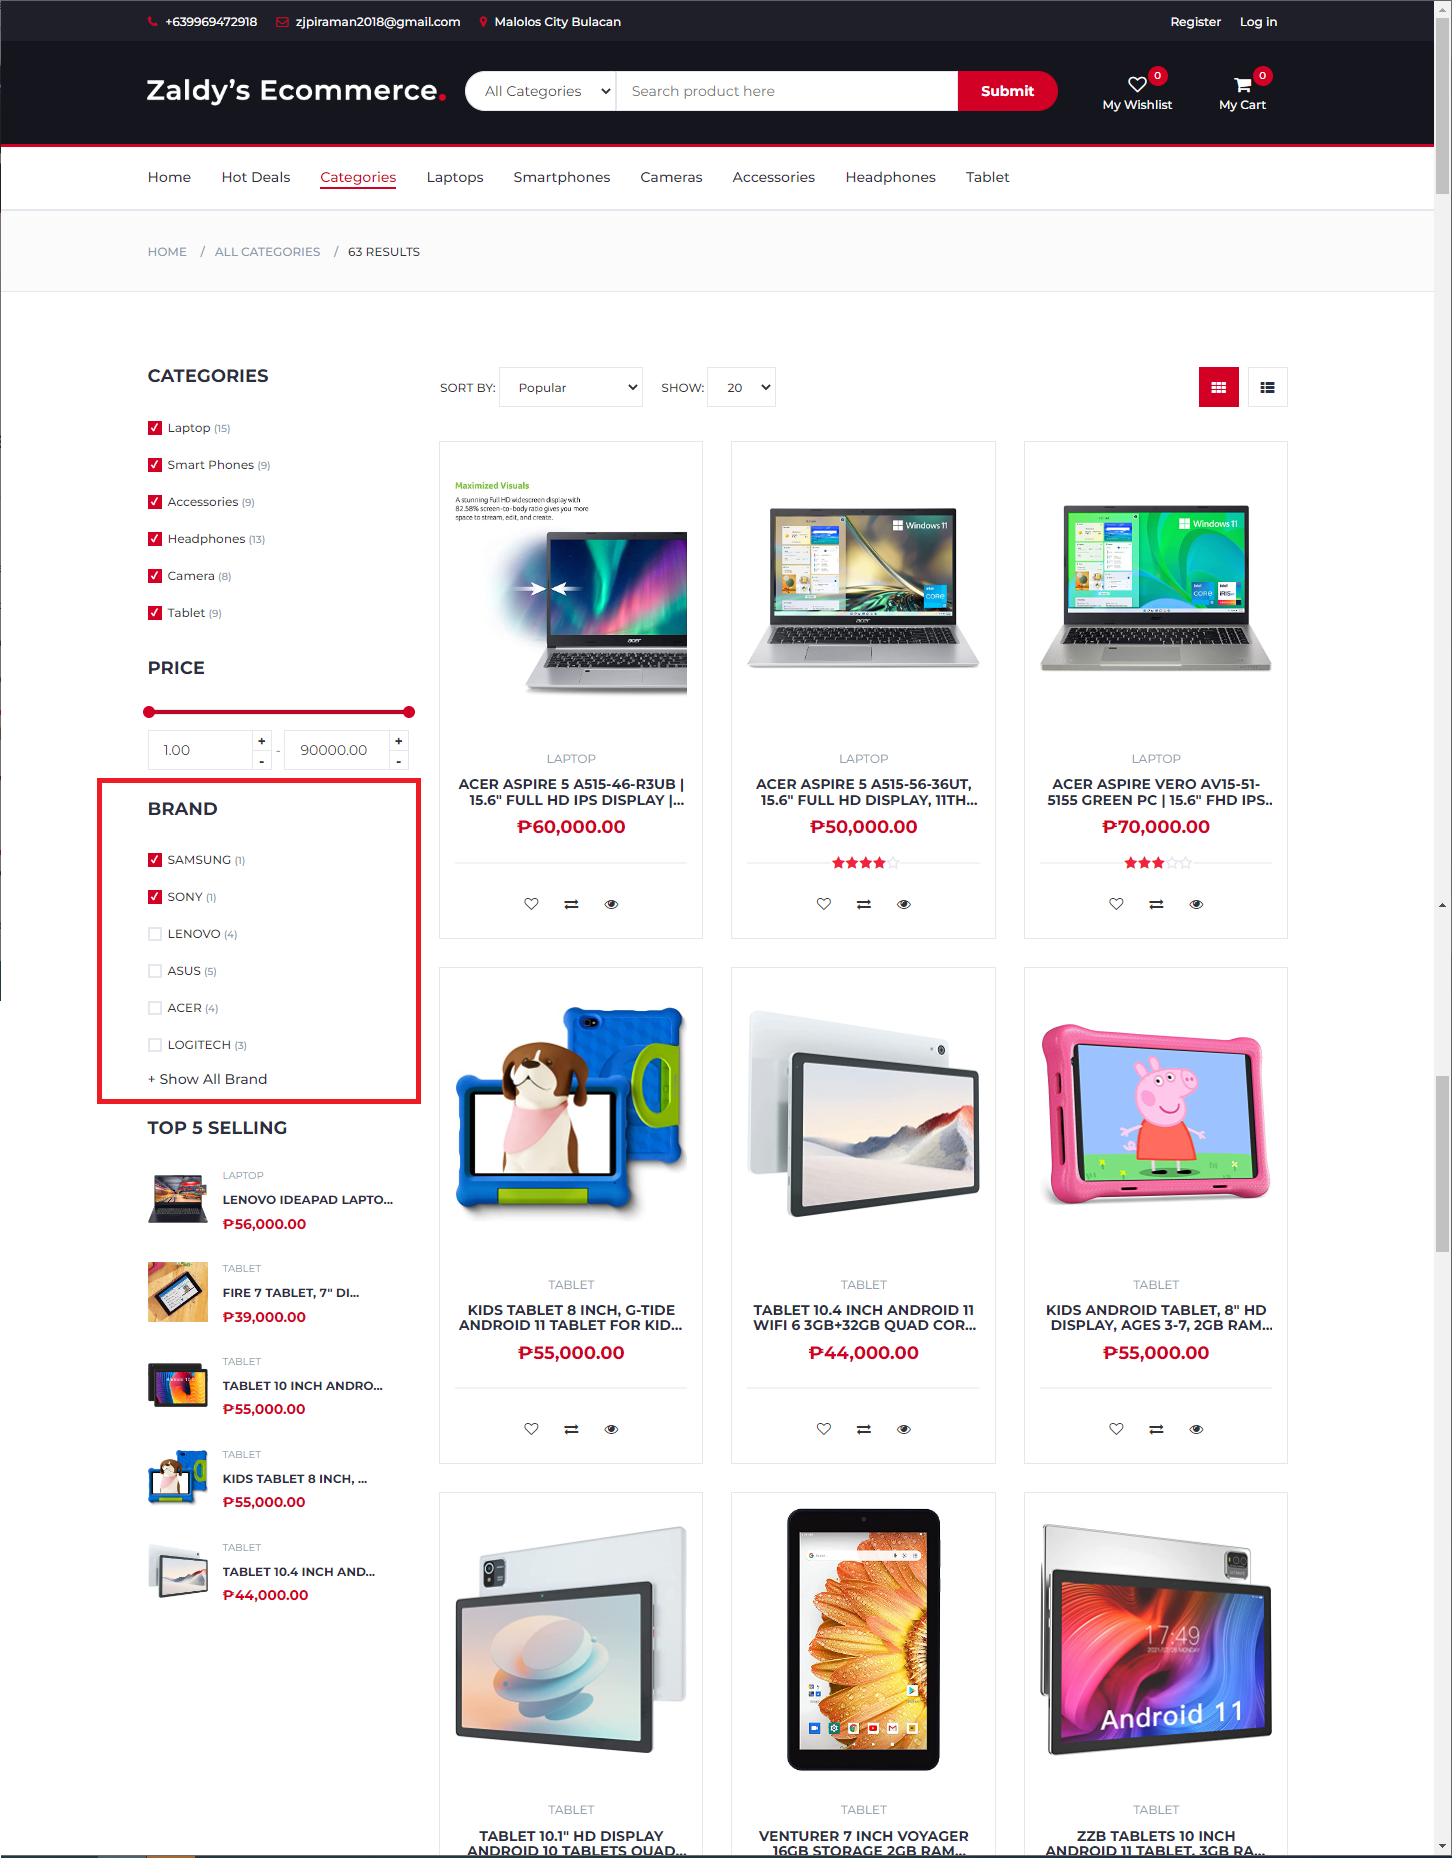 +639969472918 zjpiraman2018@gmail.com Malolos City Bulacan Register Log in
Zaldy's Ecommerce. All Categories Search product here Submit 0 My Wishlist 0 My Cart
Home Hot Deals Categories Laptops Smartphones Cameras Accessories Headphones Tablet
HOME / ALL CATEGORIES / 63 RESULTS
CATEGORIES
Laptop (15)
Smart Phones (9)
Accessories (9)
Headphones (13)
Camera (8)
Tablet (9)
PRICE
1.00 + - - 90000.00 + -
BRAND
SAMSUNG (1)
SONY (1)
LENOVO (4)
ASUS (5)
ACER (4)
LOGITECH (3)
+ Show All Brand
TOP 5 SELLING
LAPTOP
LENOVO IDEAPAD LAPTO...
₱56,000.00
TABLET
FIRE 7 TABLET, 7" DI...
₱39,000.00
TABLET
TABLET 10 INCH ANDRO...
₱55,000.00
TABLET
KIDS TABLET 8 INCH, ...
₱55,000.00
TABLET
TABLET 10.4 INCH AND...
₱44,000.00
SORT BY: Popular SHOW: 20
Maximized Visuals
A stunning Full HD widescreen display with
82.58% screen-to-body ratio gives you more
space to stream, edit, and create.
acer
LAPTOP
ACER ASPIRE 5 A515-46-R3UB |
15.6" FULL HD IPS DISPLAY |...
₱60,000.00
Windows 11
intel
CORE
acer
LAPTOP
ACER ASPIRE 5 A515-56-36UT,
15.6" FULL HD DISPLAY, 11TH...
₱50,000.00
Windows 11
intel
CORE
intel
IRIS
LAPTOP
ACER ASPIRE VERO AV15-51-
5155 GREEN PC | 15.6" FHD IPS..
₱70,000.00
TABLET
KIDS TABLET 8 INCH, G-TIDE
ANDROID 11 TABLET FOR KID...
₱55,000.00
TABLET
TABLET 10.4 INCH ANDROID 11
WIFI 6 3GB+32GB QUAD COR...
₱44,000.00
TABLET
KIDS ANDROID TABLET, 8" HD
DISPLAY, AGES 3-7, 2GB RAM...
₱55,000.00
TABLET
TABLET 10.1" HD DISPLAY
ANDROID 10 TABLETS QUAD...
TABLET
VENTURER 7 INCH VOYAGER
16GB STORAGE 2GB RAM...
17:49
Android 11
TABLET
ZZB TABLETS 10 INCH
ANDROID 11 TABLET, 3GB RA...